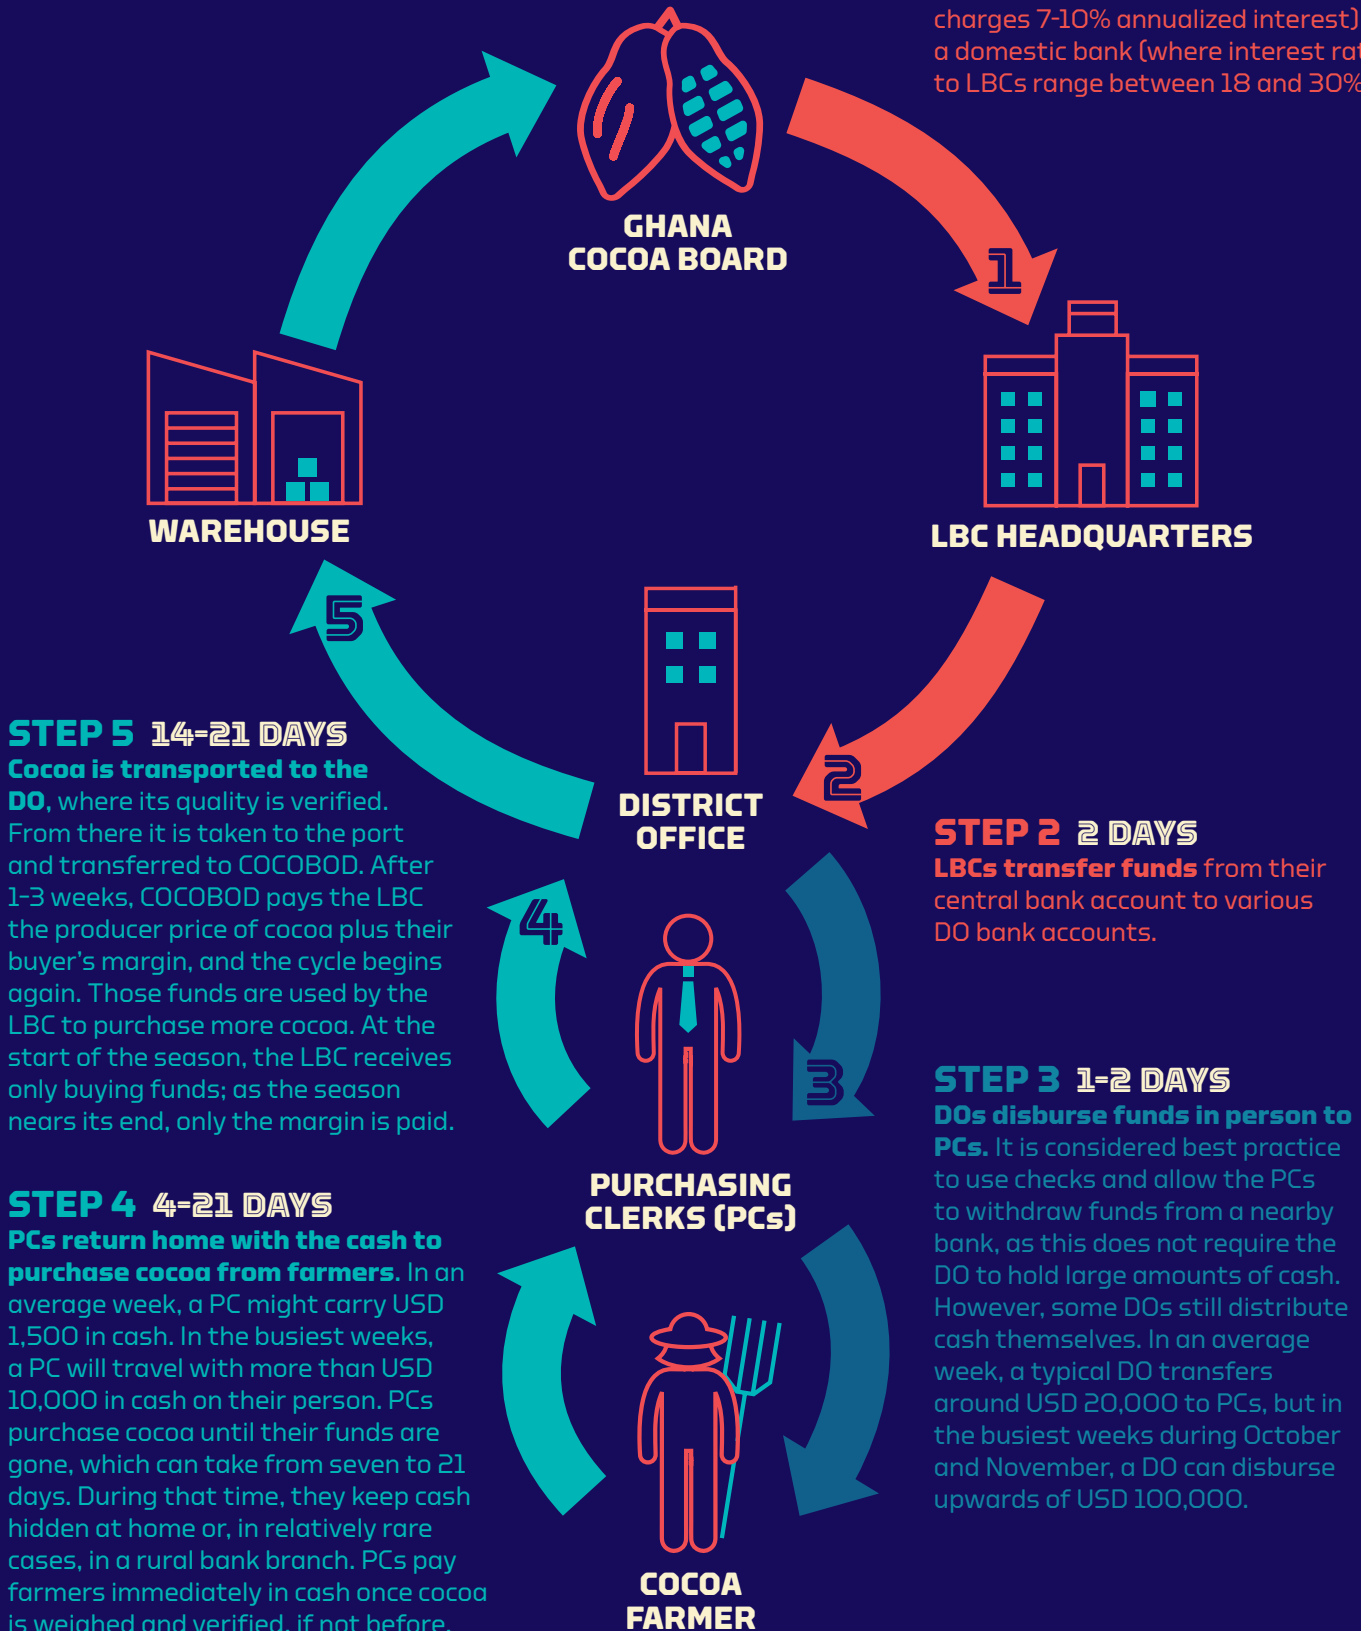 charges 7-10% annualized interest)
a domestic bank (where interest
to LBCs range between 18 and 30%
GHANA
COCOA BOARD
1
WAREHOUSE
LBC HEADQUARTERS
5
2
DISTRICT
OFFICE
STEP 5 14-21 DAYS
Cocoa is transported to the
DO, where its quality is verified.
From there it is taken to the port
and transferred to COCOBOD. After
1-3 weeks, COCOBOD pays the LBC
the producer price of cocoa plus their
buyer's margin, and the cycle begins
again. Those funds are used by the
LBC to purchase more cocoa. At the
start of the season, the LBC receives
only buying funds; as the season
nears its end, only the margin is paid.
STEP 2 2 DAYS
LBCs transfer funds from their
central bank account to various
DO bank accounts.
4
3
PURCHASING
CLERKS (PCs)
STEP 3 1-2 DAYS
DOs disburse funds in person to
PCs. It is considered best practice
to use checks and allow the PCs
to withdraw funds from a nearby
bank, as this does not require the
DO to hold large amounts of cash.
However, some DOs still distribute
cash themselves. In an average
week, a typical DO transfers
around USD 20,000 to PCs, but in
the busiest weeks during October
and November, a DO can disburse
upwards of USD 100,000.
STEP 4 4-21 DAYS
PCs return home with the cash to
purchase cocoa from farmers. In an
average week, a PC might carry USD
1,500 in cash. In the busiest weeks,
a PC will travel with more than USD
10,000 in cash on their person. PCs
purchase cocoa until their funds are
gone, which can take from seven to 21
days. During that time, they keep cash
hidden at home or, in relatively rare
cases, in a rural bank branch. PCs pay
farmers immediately in cash once cocoa
is weighed and verified, if not before.
COCOA
FARMER